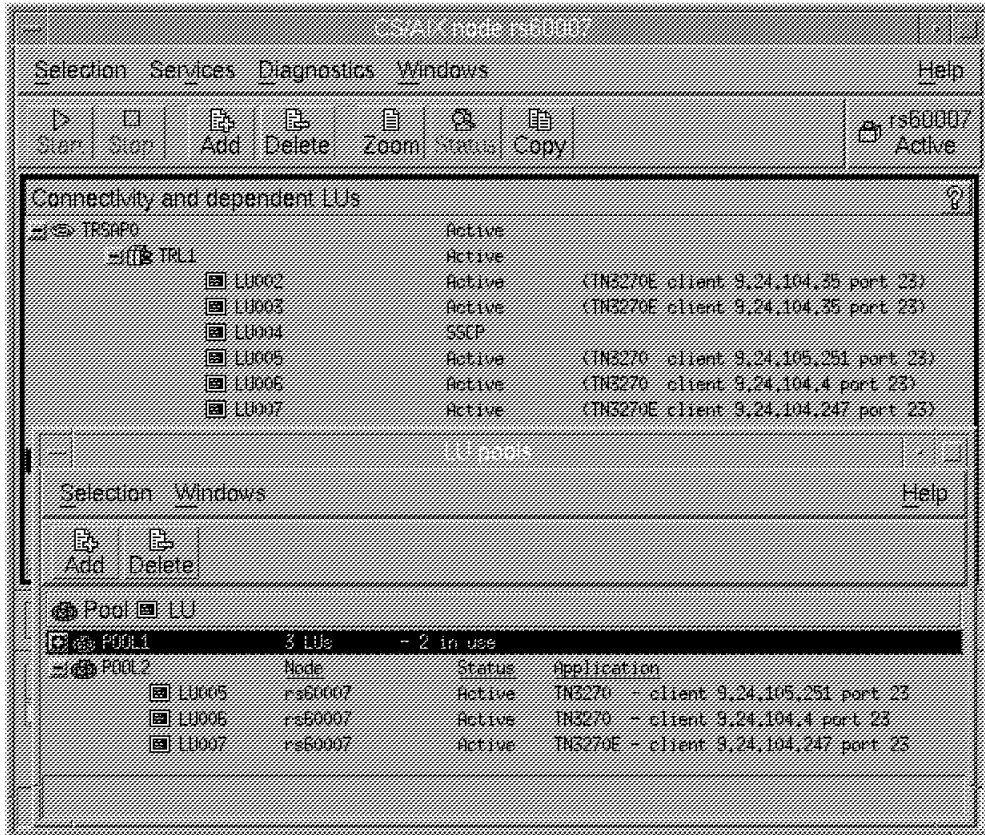 CS/AIX node rs60007
Selection Services Diagnostics Windows Help
Start Stop Add Delete Zoom Status Copy rs60007 Active
Connectivity and dependent LUs ?
TRSAP0 Active
TRL1 Active
LU002 Active (TN3270E client 9.24.104.35 port 23)
LU003 Active (TN3270E client 9.24.104.35 port 23)
LU004 SSCP
LU005 Active (TN3270 client 9.24.105.251 port 23)
LU006 Active (TN3270 client 9.24.104.4 port 23)
LU007 Active (TN3270E client 9.24.104.247 port 23)
LU pools
Selection Windows Help
Add Delete
Pool LU
POOL1 3 LUs - 2 in use
POOL2 Node Status Application
LU005 rs60007 Active TN3270 - client 9.24.105.251 port 23
LU006 rs60007 Active TN3270 - client 9.24.104.4 port 23
LU007 rs60007 Active TN3270E - client 9.24.104.247 port 23